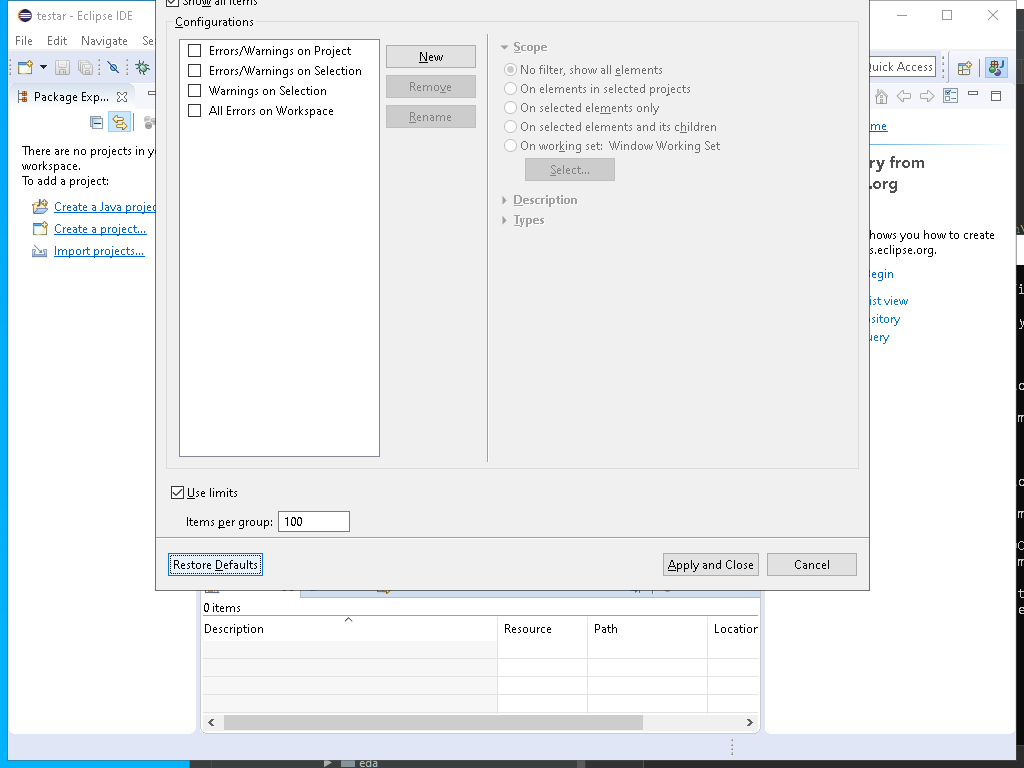 testar - Eclipse IDE
File Edit Navigate Se
Quick Access
Package Exp...
There are no projects in y
workspace.
To add a project:
Create a Java projec
Create a project...
Import projects...
Show all items
Configurations
Errors/Warnings on Project
Errors/Warnings on Selection
Warnings on Selection
All Errors on Workspace
New
Remove
Rename
Scope
No filter, show all elements
On elements in selected projects
On selected elements only
On selected elements and its children
On working set: Window Working Set
Select...
Description
Types
Use limits
Items per group: 100
Restore Defaults
Apply and Close
Cancel
me
ry from
.org
hows you how to create
s.eclipse.org.
egin
ist view
sitory
uery
0 items
Description Resource Path Location
eda